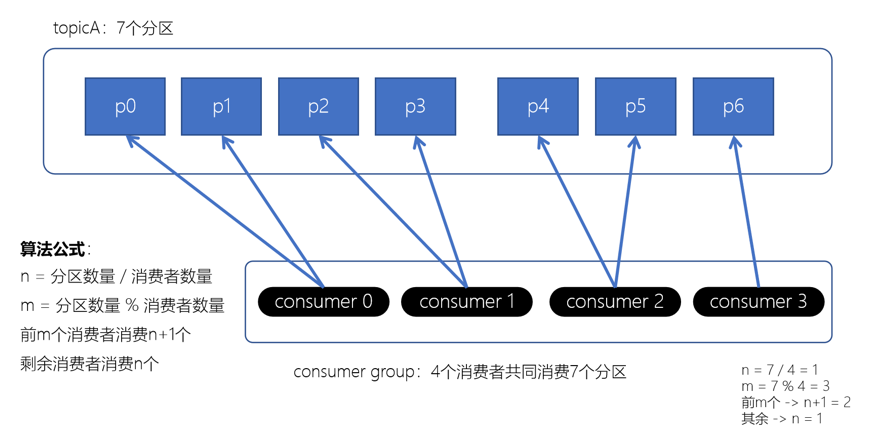 topicA：7个分区
p0
p1
p2
p3
p4
p5
p6
算法公式：
n = 分区数量 / 消费者数量
m = 分区数量 % 消费者数量
前m个消费者消费n+1个
剩余消费者消费n个
consumer 0
consumer 1
consumer 2
consumer 3
consumer group：4个消费者共同消费7个分区
n = 7 / 4 = 1
m = 7 % 4 = 3
前m个 -> n+1 = 2
其余 -> n = 1